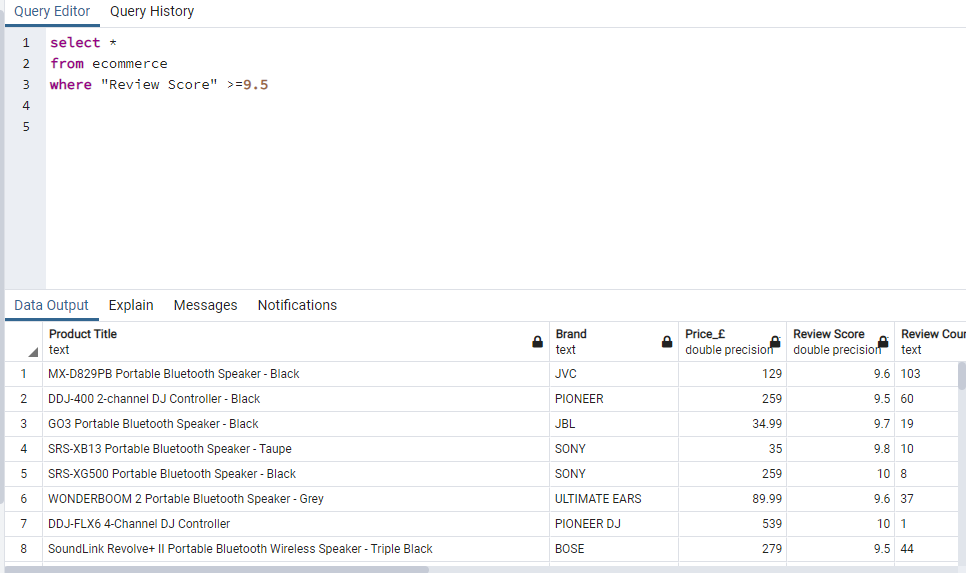 Query Editor Query History
1 select *
2 from ecommerce
3 where "Review Score" >=9.5
4
5
Data Output Explain Messages Notifications
Product Title Brand Price_£ Review Score Review Cour
text text double precision double precision text
1 MX-D829PB Portable Bluetooth Speaker - Black JVC 129 9.6 103
2 DDJ-400 2-channel DJ Controller - Black PIONEER 259 9.5 60
3 GO3 Portable Bluetooth Speaker - Black JBL 34.99 9.7 19
4 SRS-XB13 Portable Bluetooth Speaker - Taupe SONY 35 9.8 10
5 SRS-XG500 Portable Bluetooth Speaker - Black SONY 259 10 8
6 WONDERBOOM 2 Portable Bluetooth Speaker - Grey ULTIMATE EARS 89.99 9.6 37
7 DDJ-FLX6 4-Channel DJ Controller PIONEER DJ 539 10 1
8 SoundLink Revolve+ II Portable Bluetooth Wireless Speaker - Triple Black BOSE 279 9.5 44